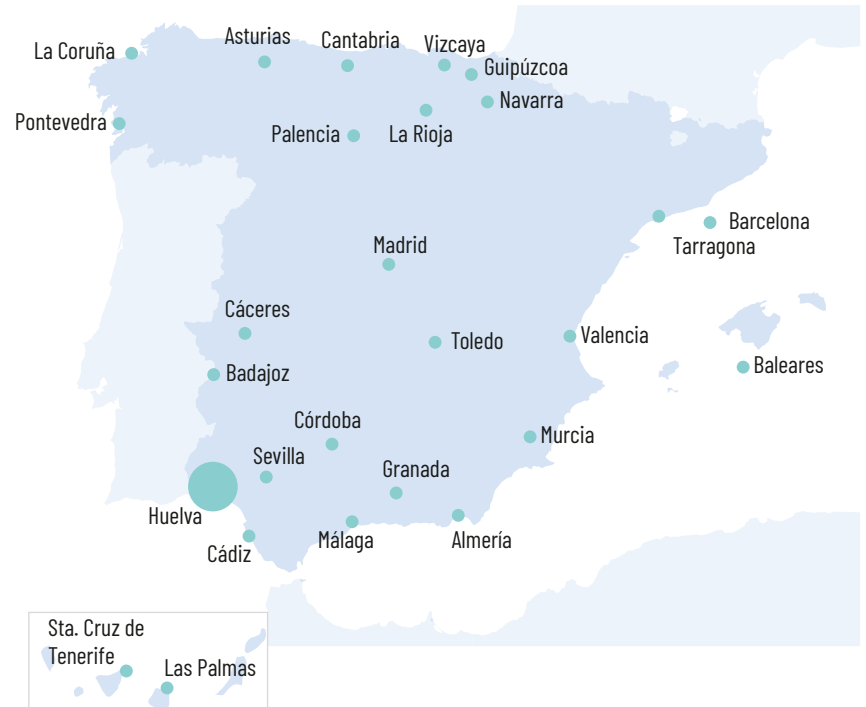 Asturias
Cantabria
Vizcaya
La Coruña
Guipúzcoa
Navarra
Pontevedra
Palencia
La Rioja
Barcelona
Tarragona
Madrid
Cáceres
Toledo
Valencia
Badajoz
Baleares
Córdoba
Murcia
Sevilla
Granada
Huelva
Málaga
Almería
Cádiz
Sta. Cruz de
Tenerife
Las Palmas